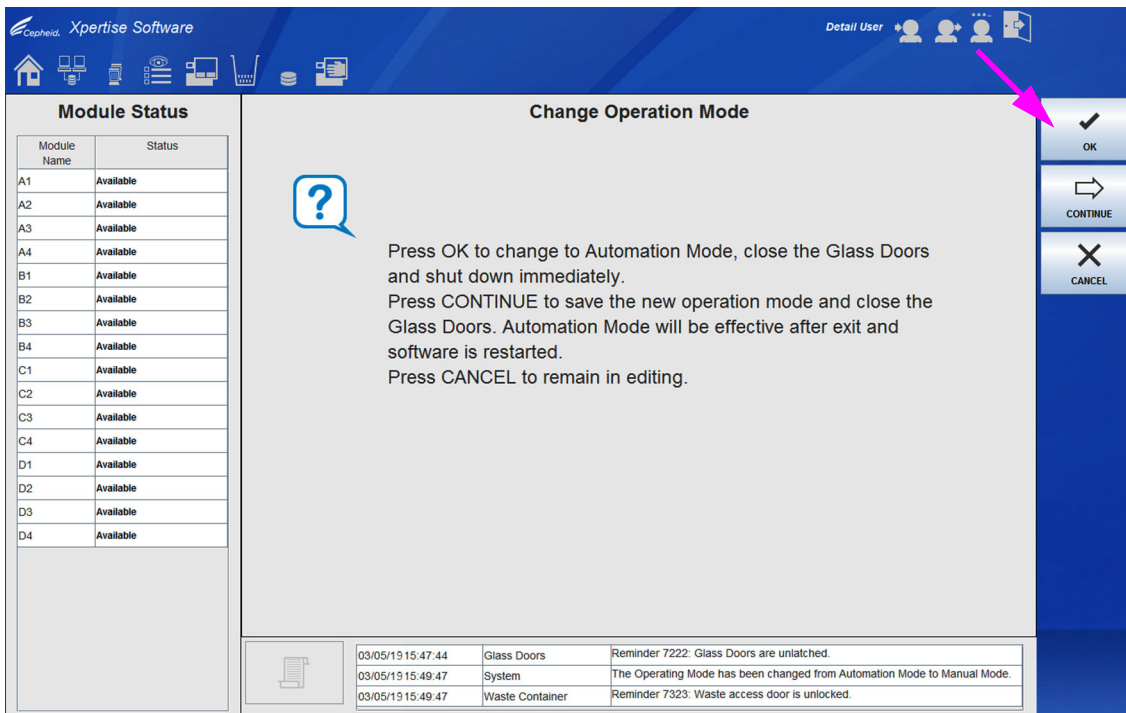 Cepheid. Xpertise Software
Detail User
Module Status
Change Operation Mode
Module Name Status
A1 Available
A2 Available
A3 Available
A4 Available
B1 Available
B2 Available
B3 Available
B4 Available
C1 Available
C2 Available
C3 Available
C4 Available
D1 Available
D2 Available
D3 Available
D4 Available
?
Press OK to change to Automation Mode, close the Glass Doors
and shut down immediately.
Press CONTINUE to save the new operation mode and close the
Glass Doors. Automation Mode will be effective after exit and
software is restarted.
Press CANCEL to remain in editing.
OK
CONTINUE
CANCEL
03/05/19 15:47:44 Glass Doors Reminder 7222: Glass Doors are unlatched.
03/05/19 15:49:47 System The Operating Mode has been changed from Automation Mode to Manual Mode.
03/05/19 15:49:47 Waste Container Reminder 7323: Waste access door is unlocked.